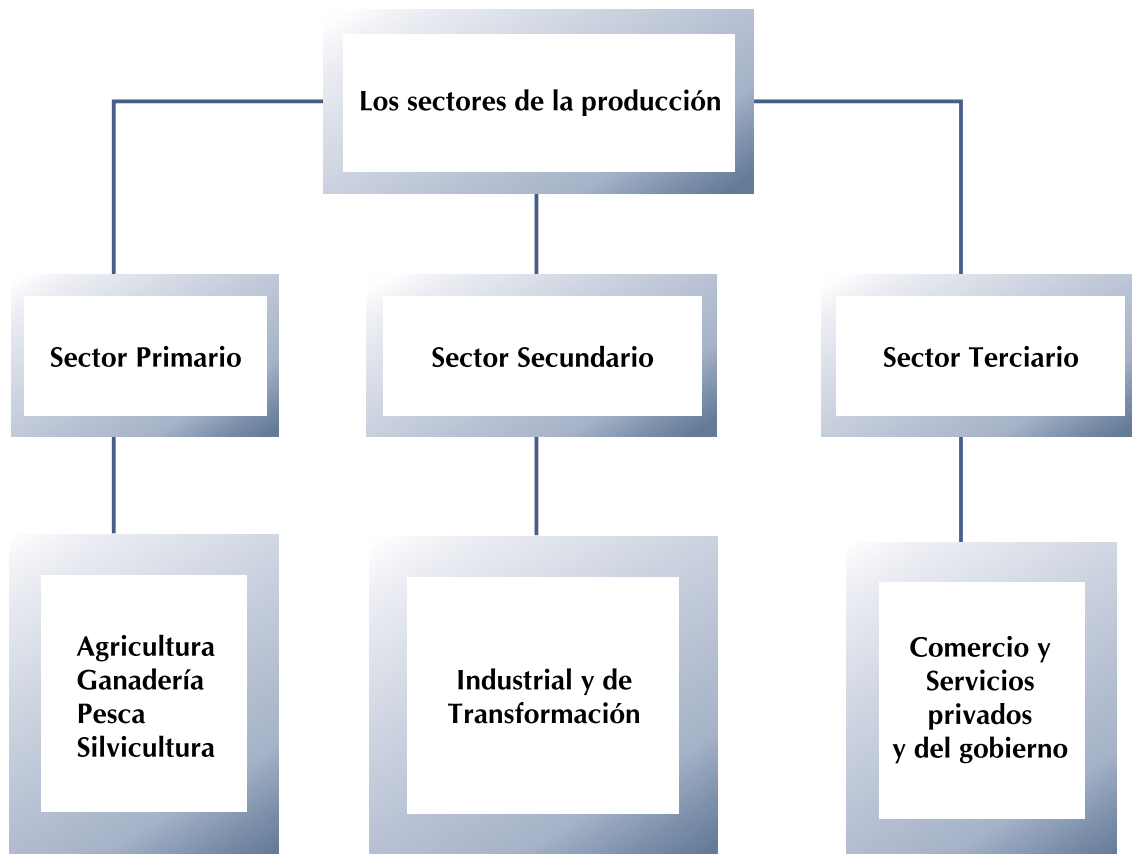 Los sectores de la producción
Sector Primario
Sector Secundario
Sector Terciario
Agricultura
Ganadería
Pesca
Silvicultura
Industrial y de
Transformación
Comercio y
Servicios
privados
y del gobierno